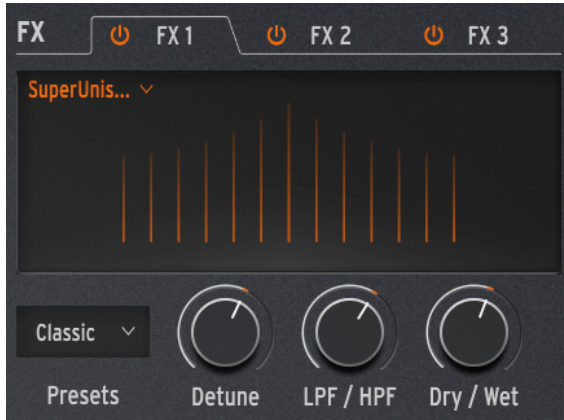 FX FX 1 FX 2 FX 3
SuperUnis...
Classic
Presets Detune LPF / HPF Dry / Wet